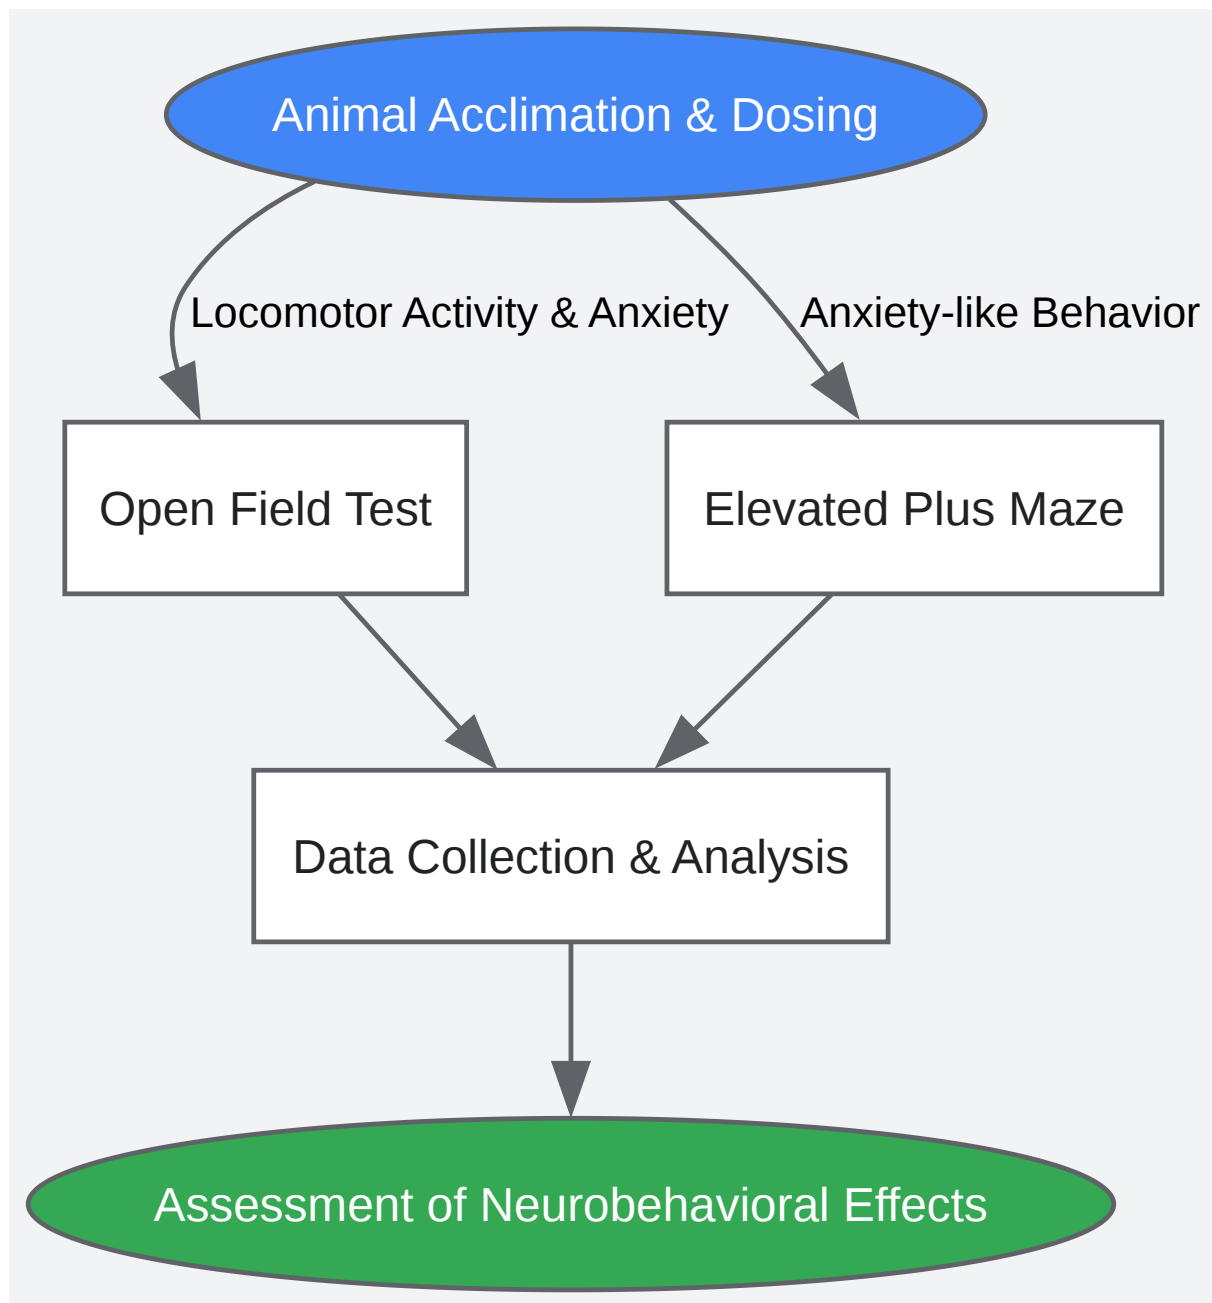 Animal Acclimation & Dosing
Locomotor Activity & Anxiety
Anxiety-like Behavior
Open Field Test
Elevated Plus Maze
Data Collection & Analysis
Assessment of Neurobehavioral Effects